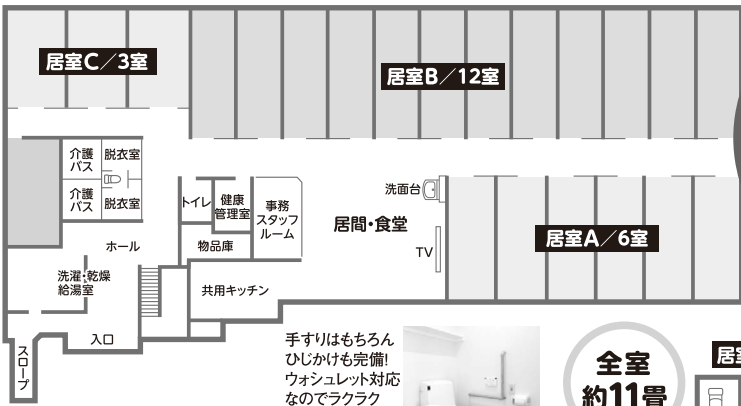 居室C／3室
居室B／12室
介護
バス
脱衣室
介護
バス
脱衣室
トイレ
健康
管理室
事務
スタッフ
ルーム
洗面台
居間・食堂
TV
居室A／6室
ホール
物品庫
洗濯・乾燥
給湯室
共用キッチン
入口
スロープ
手すりはもちろん
ひじかけも完備!
ウォシュレット対応
なのでラクラク
全室
約11畳
居